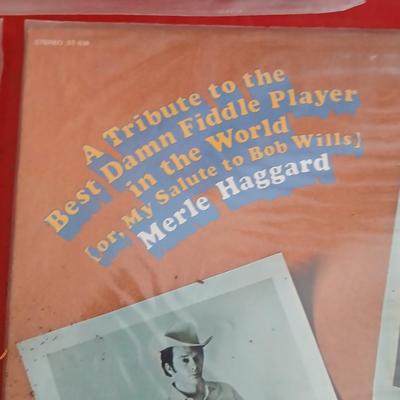 STEREO ST-638
A Tribute to the
Best Damn Fiddle Player
in the World
[or, My Salute to Bob Wills]
Merle Haggard